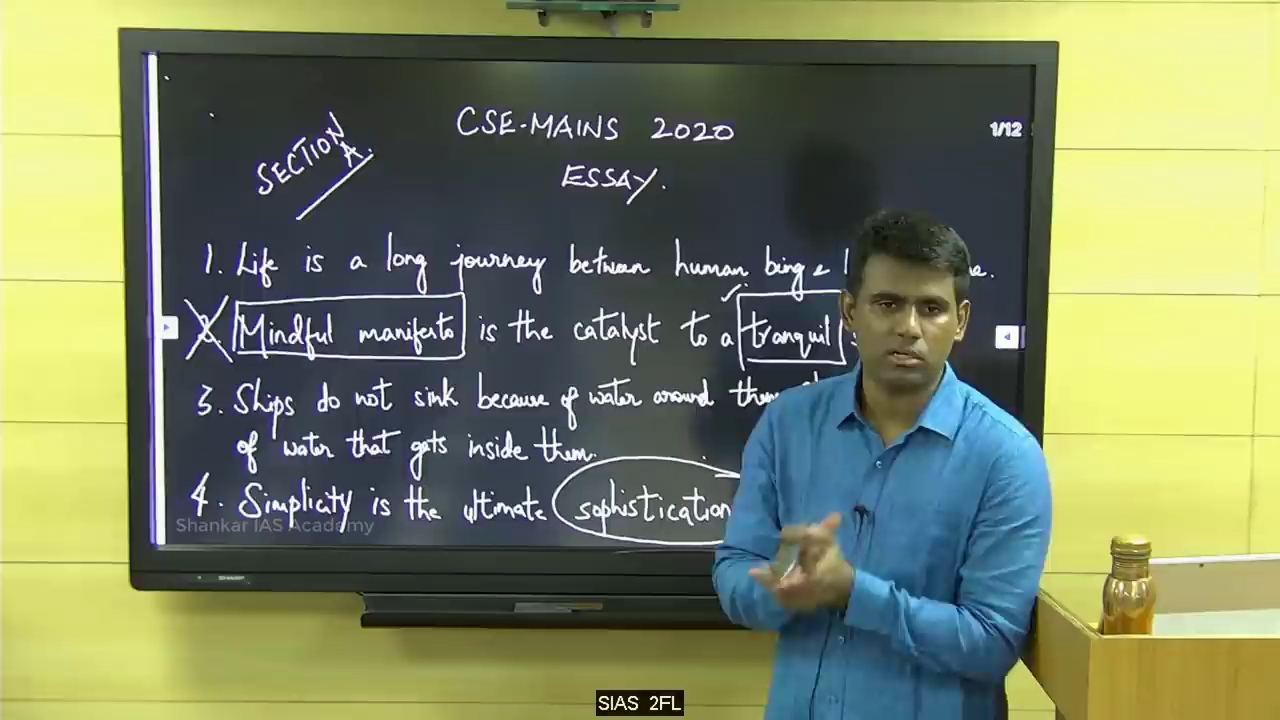 CSE-MAINS 2020
1/12
SECTION A.
ESSAY.
1. Life is a long journey between human bing &
2. Mindful manifesto is the catalyst to a tranquil
3. Ships do not sink because of water around them
of water that gets inside them.
4. Simplicity is the ultimate sophistication
Shankar IAS Academy
SHARP
SIAS 2FL